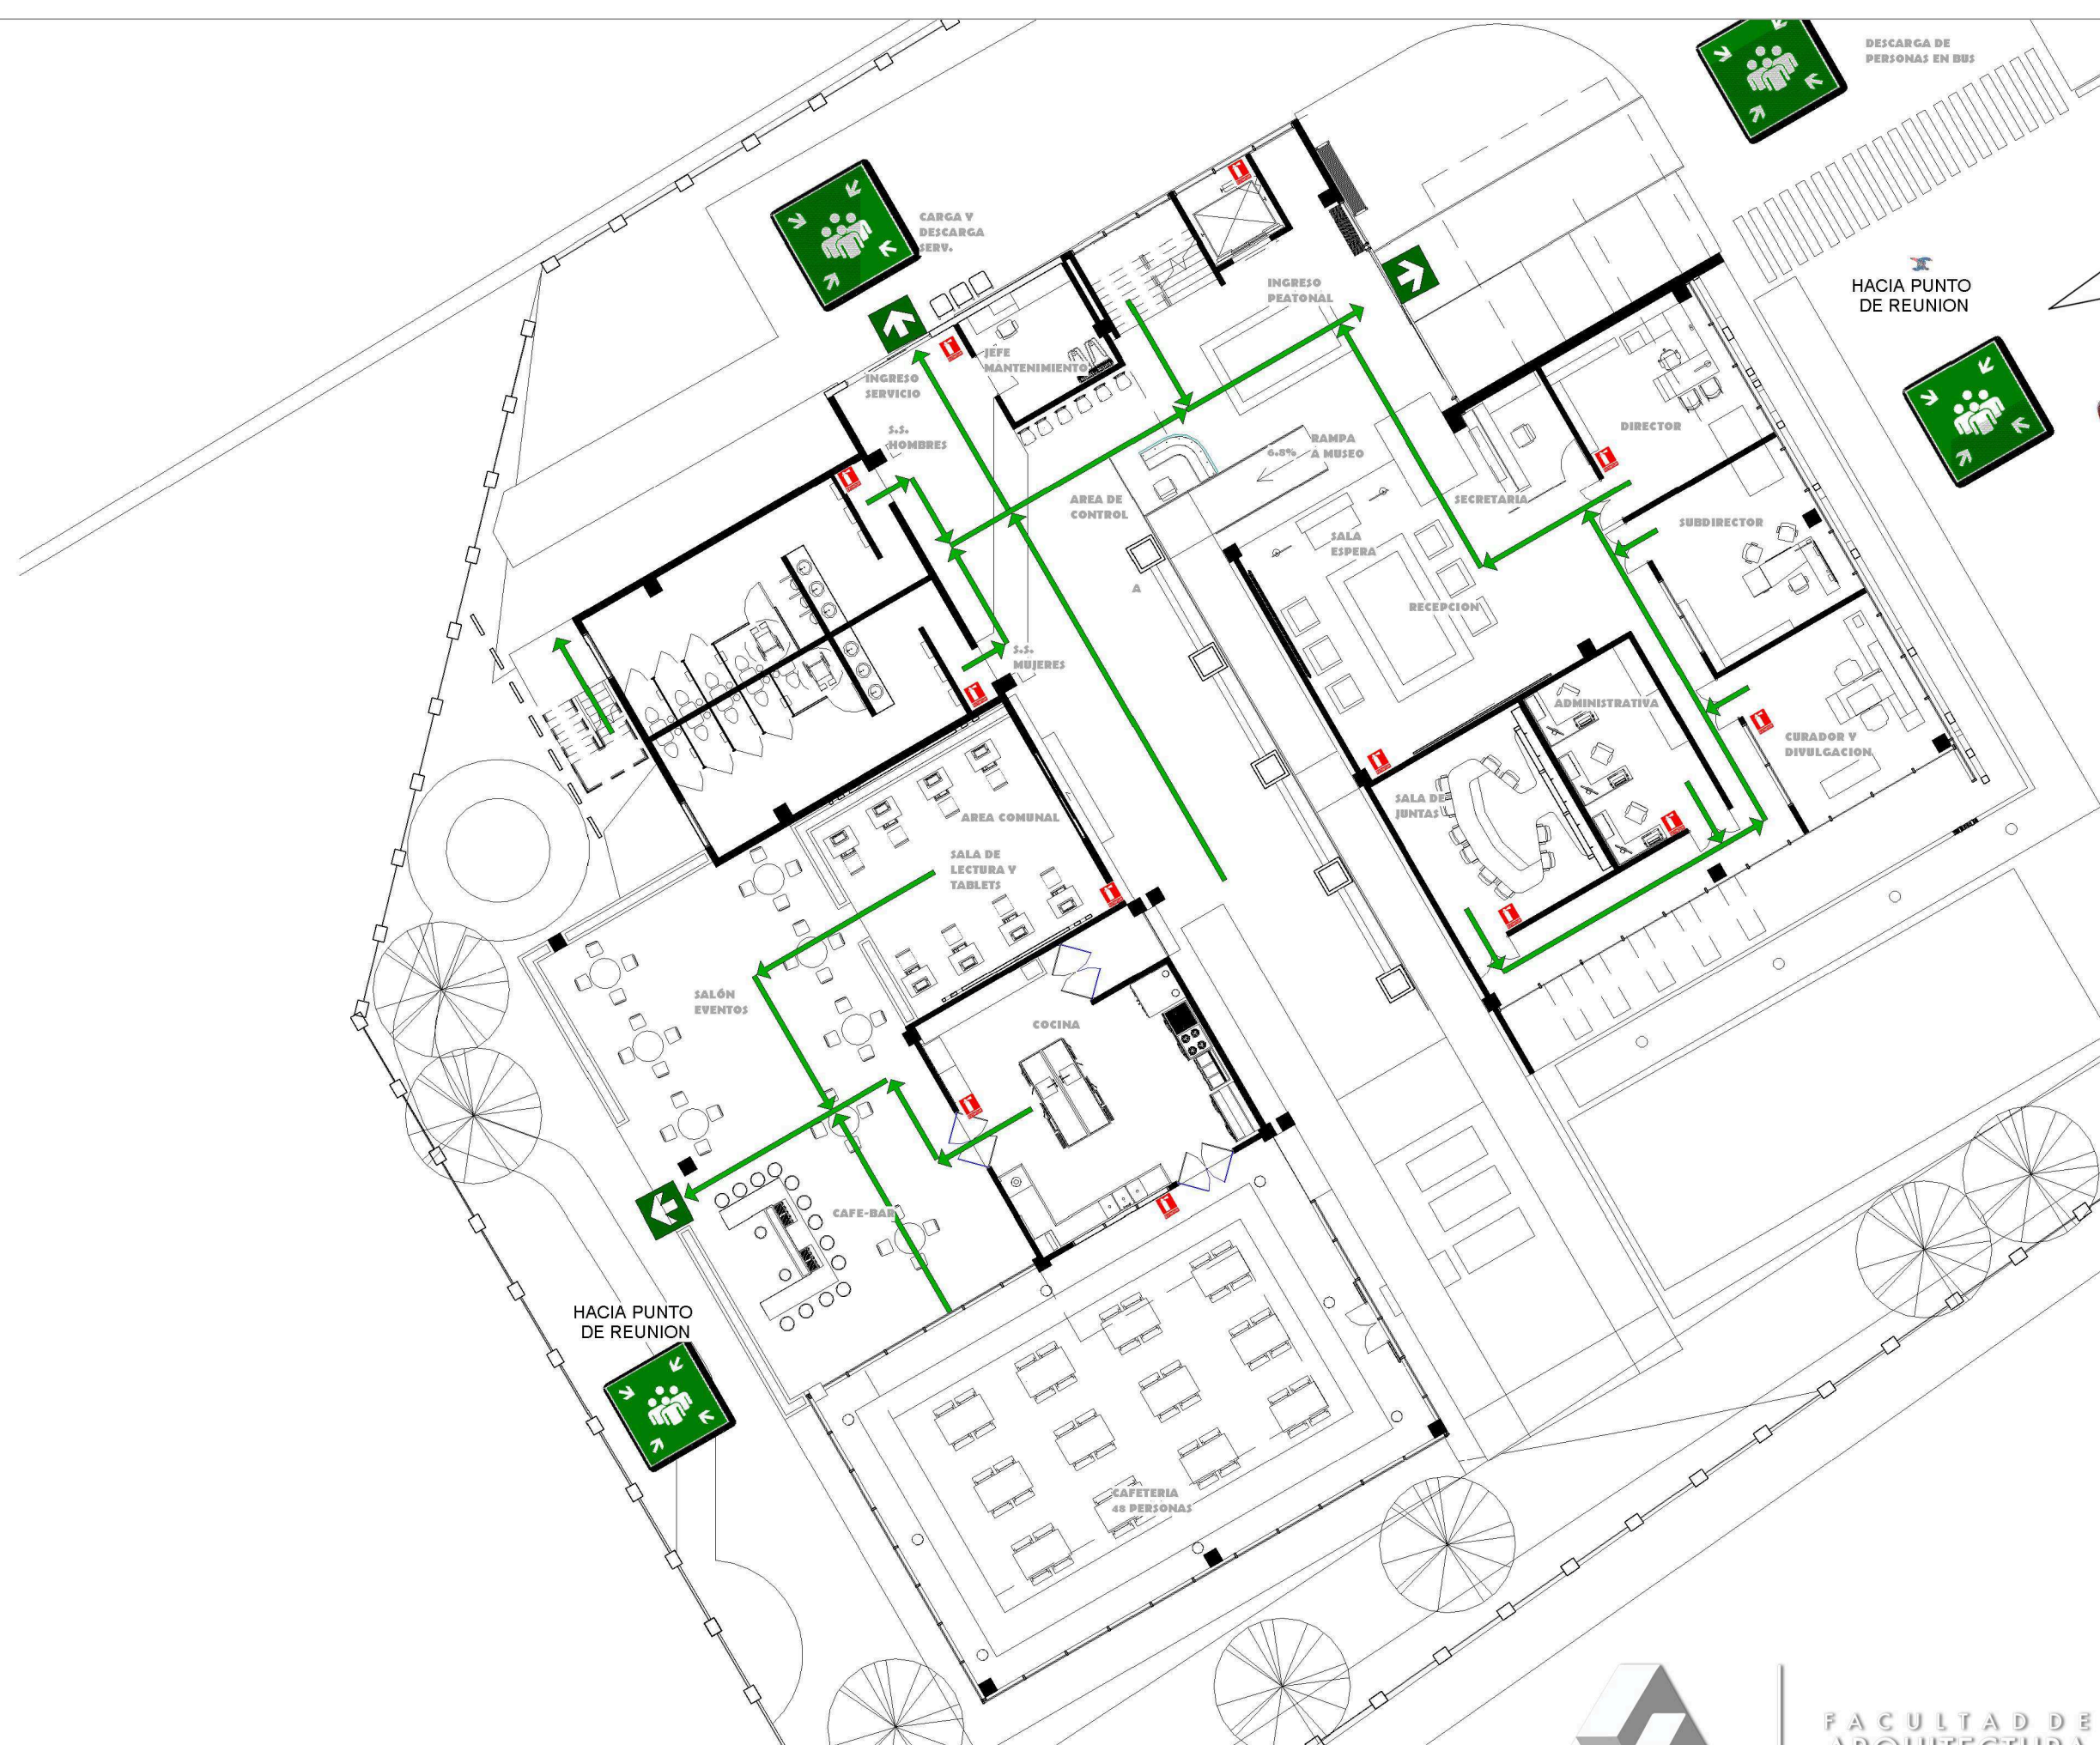 DESCARGA DE
PERSONAS EN BUS
CARGA Y
DESCARGA
SERV.
INGRESO
PEATONAL
HACIA PUNTO
DE REUNION
JEFE
MANTENIMIENTO
INGRESO
SERVICIO
S.S.
HOMBRES
RAMPA
A MUSEO
6.8%
DIRECTOR
AREA DE
CONTROL
SECRETARIA
SUBDIRECTOR
SALA
ESPERA
A
RECEPCION
S.S.
MUJERES
ADMINISTRATIVA
CURADOR Y
DIVULGACION
SALA DE
JUNTAS
AREA COMUNAL
SALA DE
LECTURA Y
TABLETS
SALÓN
EVENTOS
COCINA
CAFE-BAR
HACIA PUNTO
DE REUNION
CAFETERIA
48 PERSONAS
FACULTAD DE
ARQUITECTURA